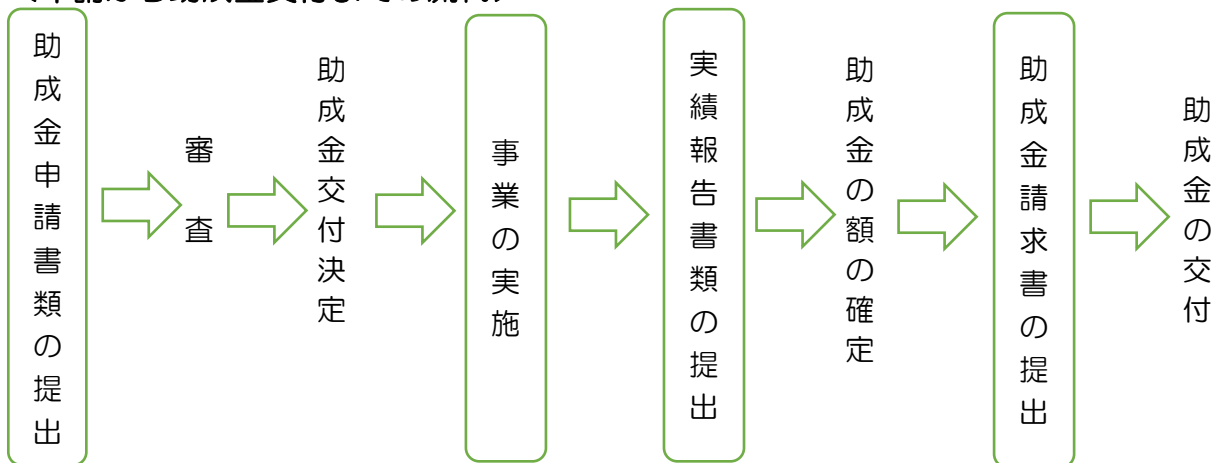 助成金申請書類の提出
審査
助成金交付決定
事業の実施
実績報告書類の提出
助成金の額の確定
助成金請求書の提出
助成金の交付